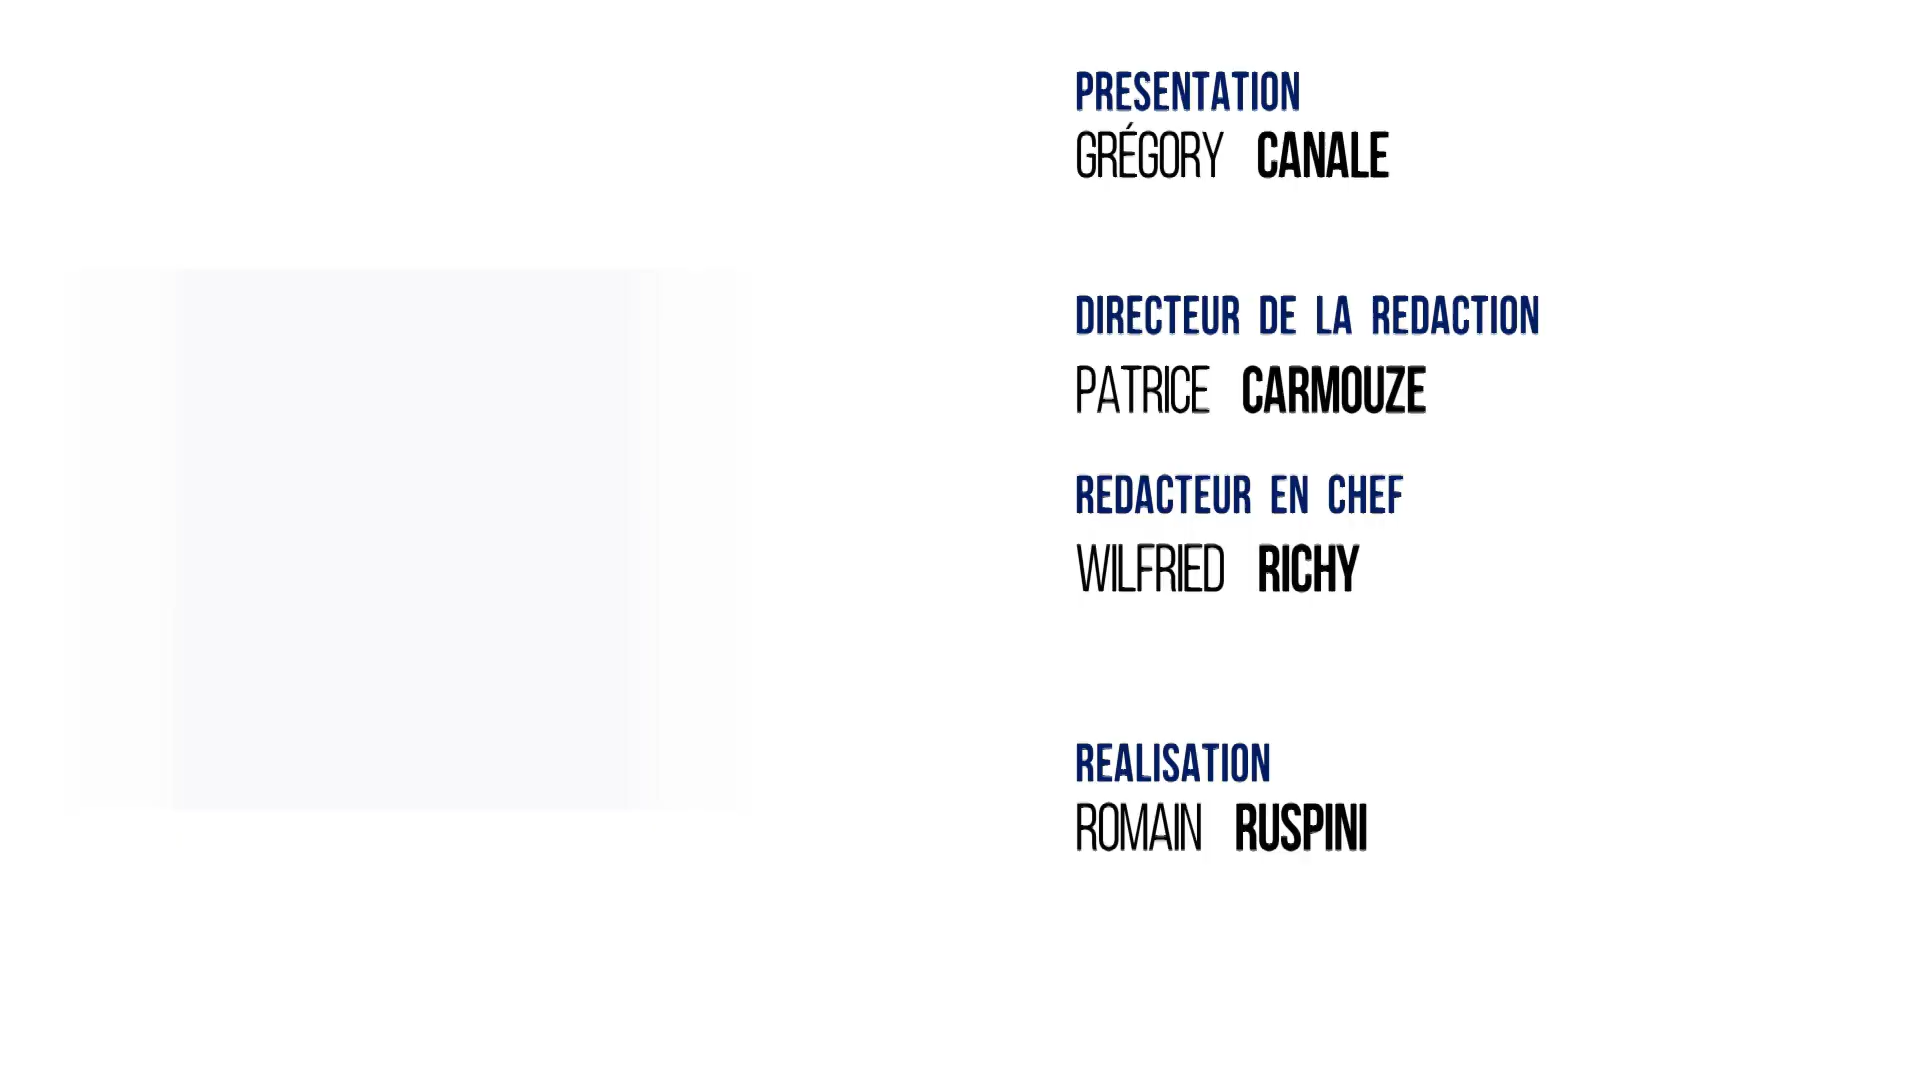 PRESENTATION
GRÉGORY CANALE
DIRECTEUR DE LA REDACTION
PATRICE CARMOUZE
REDACTEUR EN CHEF
WILFRIED RICHY
REALISATION
ROMAIN RUSPINI